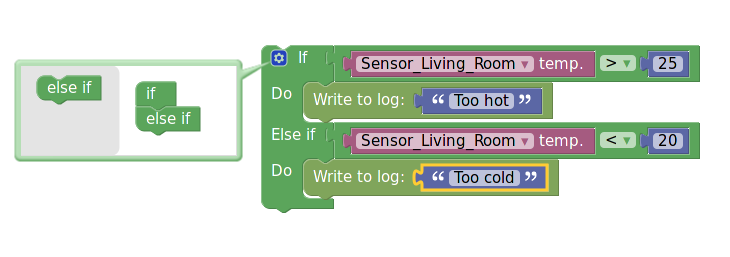 If Sensor_Living_Room ▾ temp. > ▾ 25
else if
if
Do Write to log: “ Too hot ”
else if
Else if Sensor_Living_Room ▾ temp. < ▾ 20
Do Write to log: “ Too cold ”